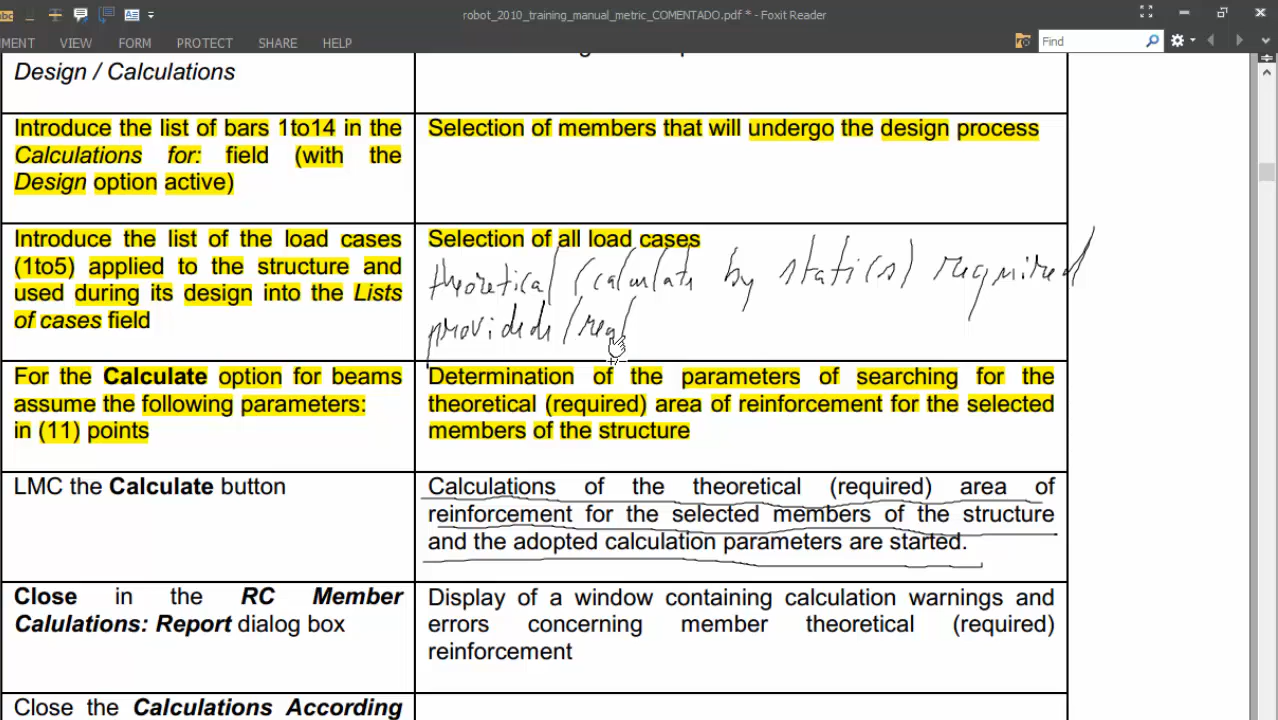 robot_2010_training_manual_metric_COMENTADO.pdf * - Foxit Reader
MENT VIEW FORM PROTECT SHARE HELP
Find
Design / Calculations
Introduce the list of bars 1to14 in the
Calculations for: field (with the
Design option active)
Selection of members that will undergo the design process
Introduce the list of the load cases
(1to5) applied to the structure and
used during its design into the Lists
of cases field
Selection of all load cases
theoretical / calculate by static(s) required
provided /real
For the Calculate option for beams
assume the following parameters:
in (11) points
Determination of the parameters of searching for the
theoretical (required) area of reinforcement for the selected
members of the structure
LMC the Calculate button
Calculations of the theoretical (required) area of
reinforcement for the selected members of the structure
and the adopted calculation parameters are started.
Close in the RC Member
Calulations: Report dialog box
Display of a window containing calculation warnings and
errors concerning member theoretical (required)
reinforcement
Close the Calculations According